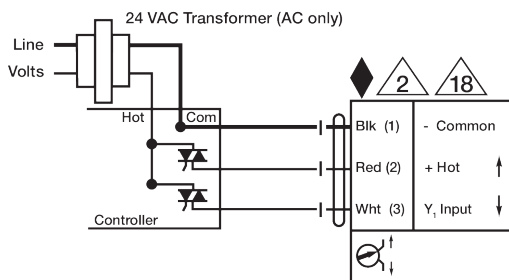 24 VAC Transformer (AC only)
Line
Volts
2
18
Hot
Com
Blk (1)
- Common
Red (2)
+ Hot
Wht (3)
Y1 Input
Controller